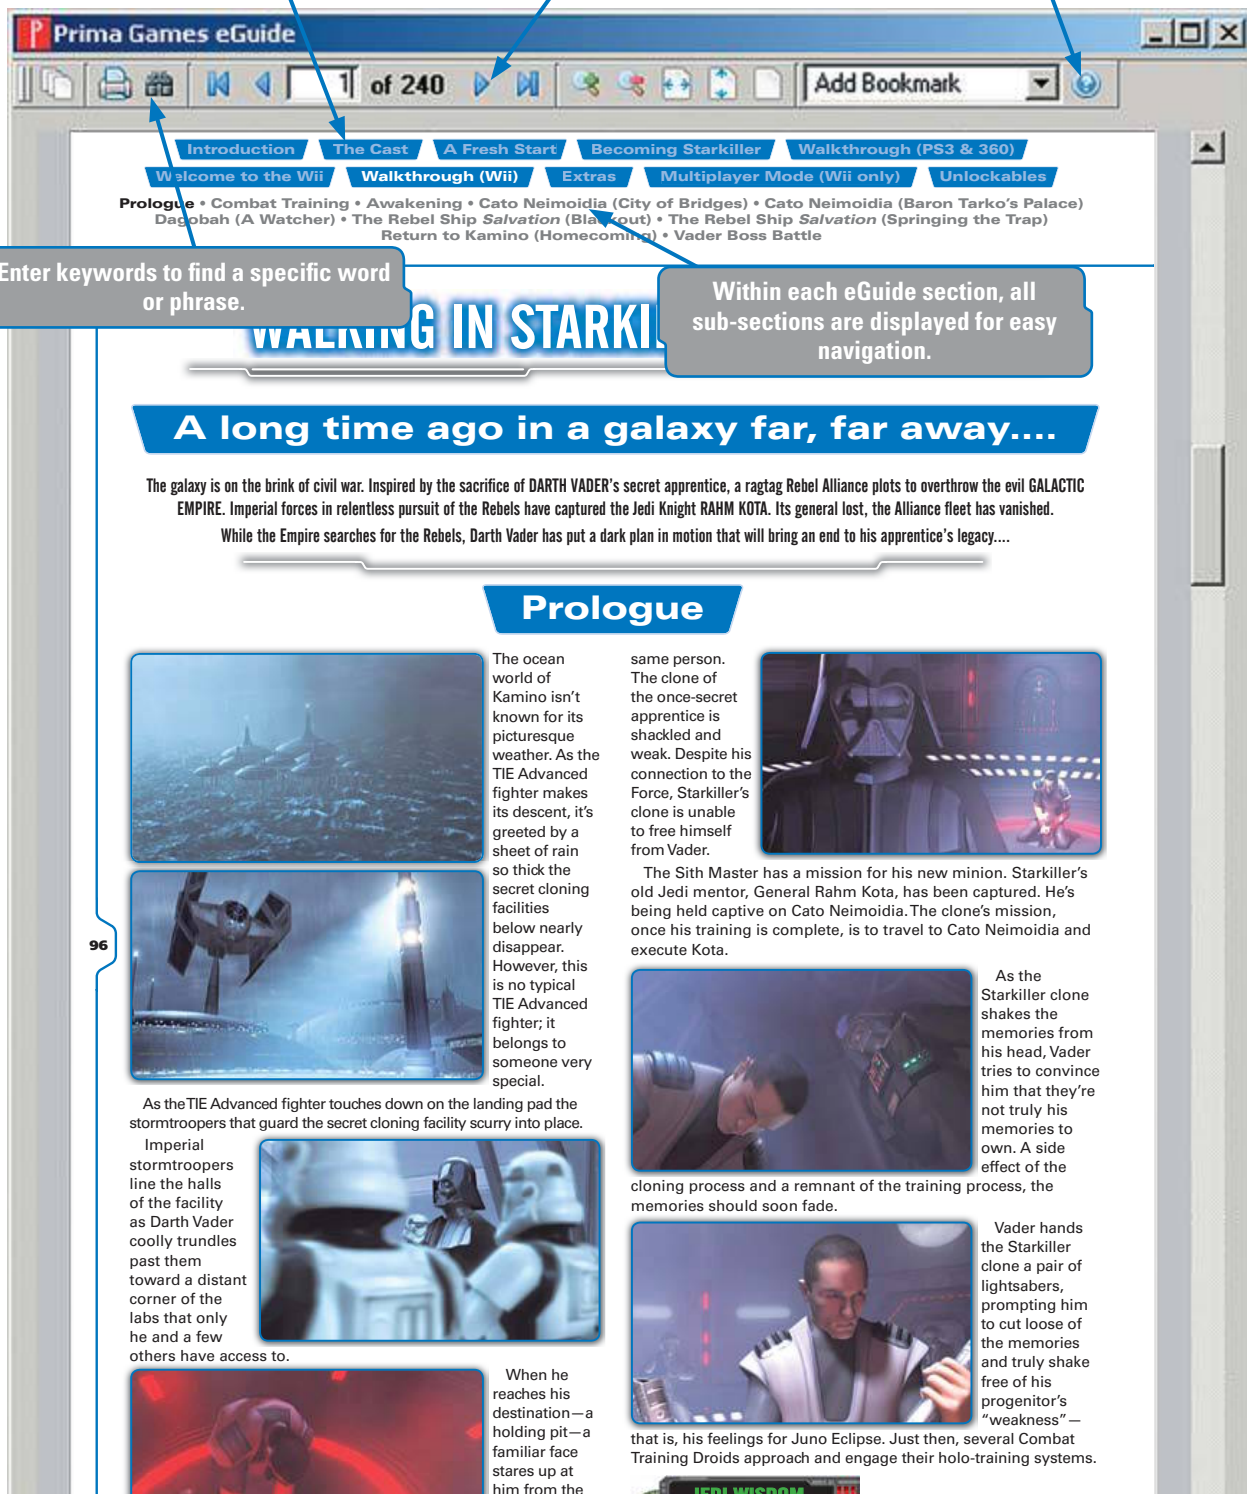 Prima Games eGuide
1 of 240 Add Bookmark
Introduction The Cast A Fresh Start Becoming Starkiller Walkthrough (PS3 & 360)
Welcome to the Wii Walkthrough (Wii) Extras Multiplayer Mode (Wii only) Unlockables
Prologue • Combat Training • Awakening • Cato Neimoidia (City of Bridges) • Cato Neimoidia (Baron Tarko's Palace)
Dagobah (A Watcher) • The Rebel Ship Salvation (Blackout) • The Rebel Ship Salvation (Springing the Trap)
Return to Kamino (Homecoming) • Vader Boss Battle
Enter keywords to find a specific word
or phrase.
Within each eGuide section, all
sub-sections are displayed for easy
navigation.
WALKING IN
A long time ago in a galaxy far, far away....
The galaxy is on the brink of civil war. Inspired by the sacrifice of DARTH VADER's secret apprentice, a ragtag Rebel Alliance plots to overthrow the evil GALACTIC
EMPIRE. Imperial forces in relentless pursuit of the Rebels have captured the Jedi Knight RAHM KOTA. Its general lost, the Alliance fleet has vanished.
While the Empire searches for the Rebels, Darth Vader has put a dark plan in motion that will bring an end to his apprentice's legacy....
Prologue
The ocean
world of
Kamino isn't
known for its
picturesque
weather. As the
TIE Advanced
fighter makes
its descent, it's
greeted by a
sheet of rain
so thick the
secret cloning
facilities
below nearly
disappear.
However, this
is no typical
TIE Advanced
fighter; it
belongs to
someone very
special.
As the TIE Advanced fighter touches down on the landing pad the
stormtroopers that guard the secret cloning facility scurry into place.
Imperial
stormtroopers
line the halls
of the facility
as Darth Vader
coolly trundles
past them
toward a distant
corner of the
labs that only
he and a few
others have access to.
When he
reaches his
destination—a
holding pit—a
familiar face
stares up at
him from the
same person.
The clone of
the once-secret
apprentice is
shackled and
weak. Despite his
connection to the
Force, Starkiller's
clone is unable
to free himself
from Vader.
The Sith Master has a mission for his new minion. Starkiller's
old Jedi mentor, General Rahm Kota, has been captured. He's
being held captive on Cato Neimoidia. The clone's mission,
once his training is complete, is to travel to Cato Neimoidia and
execute Kota.
As the
Starkiller clone
shakes the
memories from
his head, Vader
tries to convince
him that they're
not truly his
memories to
own. A side
effect of the
cloning process and a remnant of the training process, the
memories should soon fade.
Vader hands
the Starkiller
clone a pair of
lightsabers,
prompting him
to cut loose of
the memories
and truly shake
free of his
progenitor's
"weakness"—
that is, his feelings for Juno Eclipse. Just then, several Combat
Training Droids approach and engage their holo-training systems.
JEDI WISDOM
96